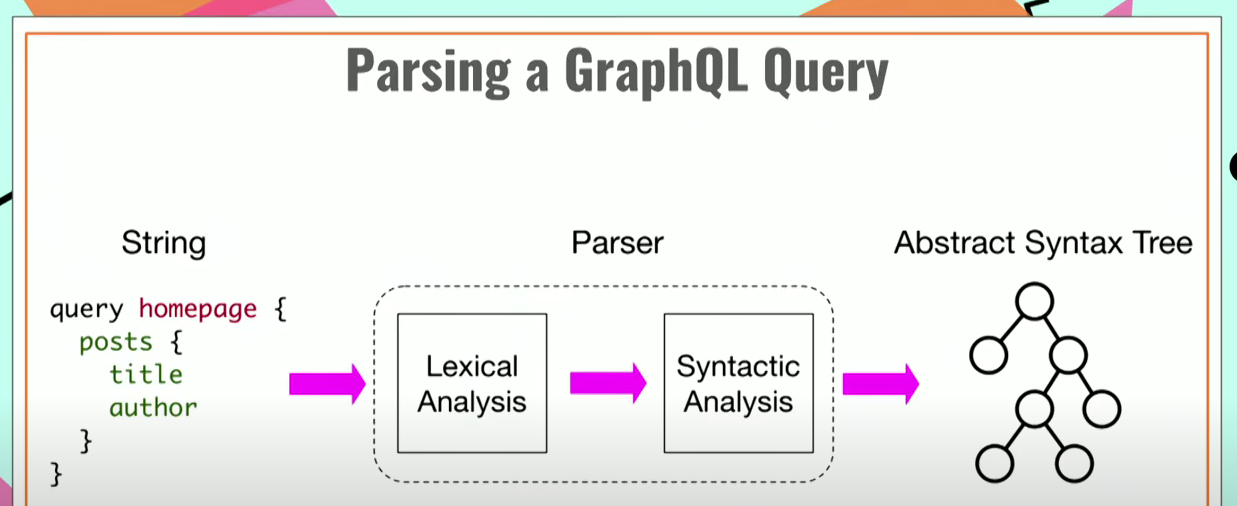 Parsing a GraphQL Query
String
Parser
Abstract Syntax Tree
query homepage {
posts {
title
author
}
}
Lexical
Analysis
Syntactic
Analysis